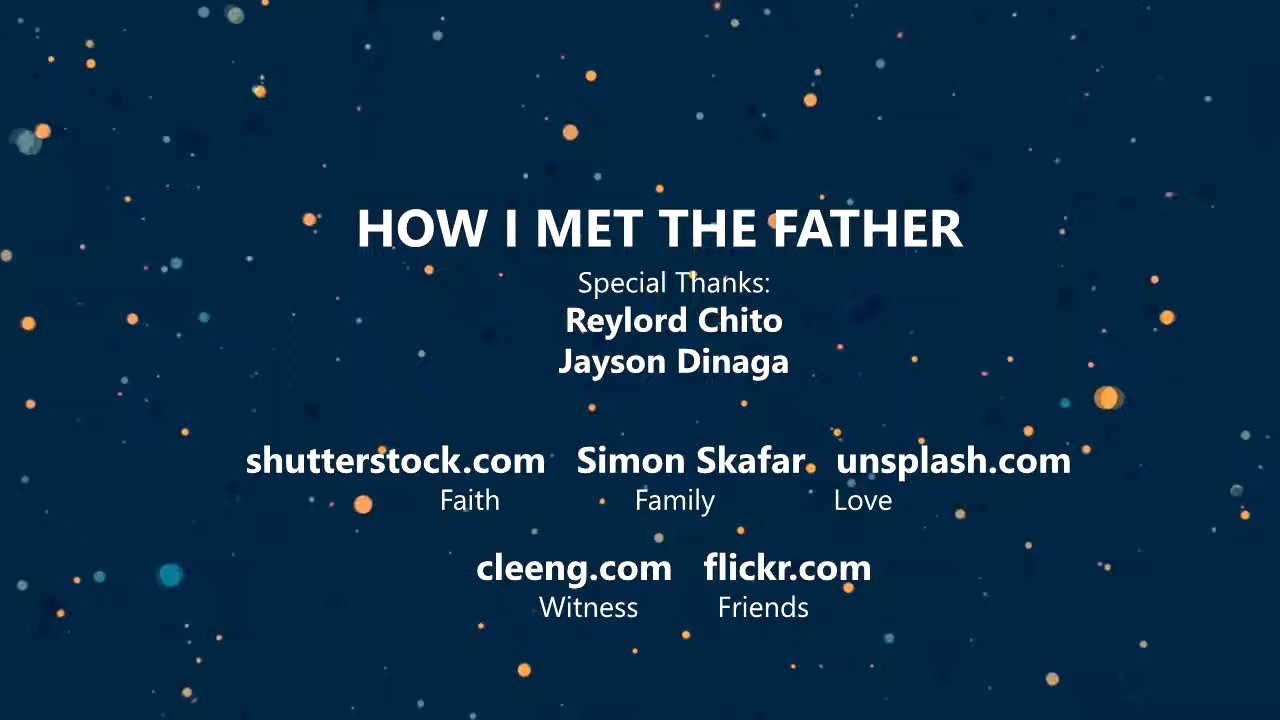 HOW I MET THE FATHER
Special Thanks:
Reylord Chito
Jayson Dinaga
shutterstock.com Simon Skafar unsplash.com
Faith Family Love
cleeng.com flickr.com
Witness Friends